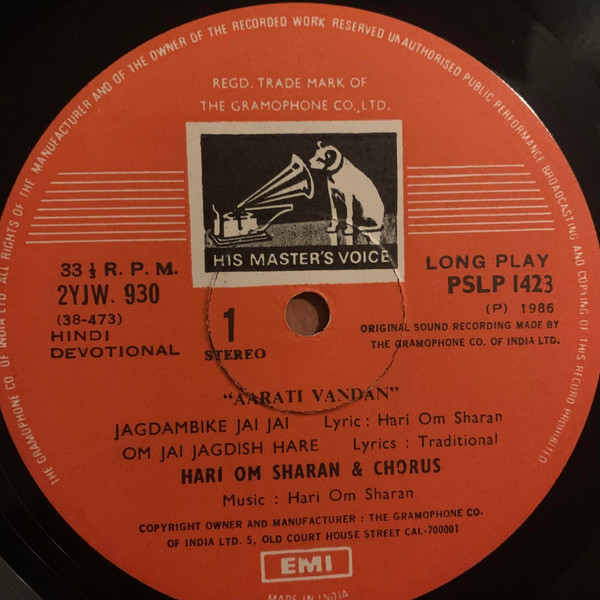 THE GRAMOPHONE CO. OF INDIA LTD. ALL RIGHTS OF THE MANUFACTURER AND OF THE OWNER OF THE RECORDED WORK RESERVED UNAUTHORISED PUBLIC PERFORMANCE BROADCASTING AND COPYING OF THIS RECORD PROHIBITED
REGD. TRADE MARK OF
THE GRAMOPHONE CO., LTD.
HIS MASTER'S VOICE
33 ⅓ R. P. M.
2YJW. 930
(38-473)
HINDI
DEVOTIONAL
1
STEREO
LONG PLAY
PSLP 1423
(P) 1986
ORIGINAL SOUND RECORDING MADE BY
THE GRAMOPHONE CO. OF INDIA LTD.
"AARATI VANDAN"
JAGDAMBIKE JAI JAI Lyric : Hari Om Sharan
OM JAI JAGDISH HARE Lyrics : Traditional
HARI OM SHARAN & CHORUS
Music : Hari Om Sharan
COPYRIGHT OWNER AND MANUFACTURER : THE GRAMOPHONE CO.
OF INDIA LTD. 5, OLD COURT HOUSE STREET CAL-700001
EMI
MADE IN INDIA